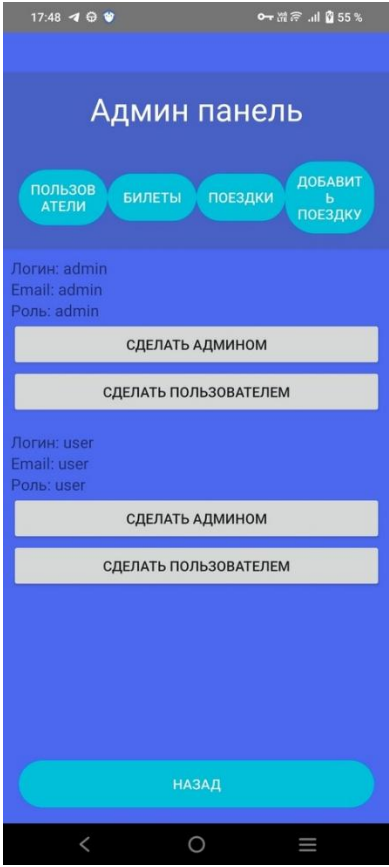 17:48 55 %
Админ панель
ПОЛЬЗОВ
АТЕЛИ
БИЛЕТЫ
ПОЕЗДКИ
ДОБАВИТ
Ь
ПОЕЗДКУ
Логин: admin
Email: admin
Роль: admin
СДЕЛАТЬ АДМИНОМ
СДЕЛАТЬ ПОЛЬЗОВАТЕЛЕМ
Логин: user
Email: user
Роль: user
СДЕЛАТЬ АДМИНОМ
СДЕЛАТЬ ПОЛЬЗОВАТЕЛЕМ
НАЗАД